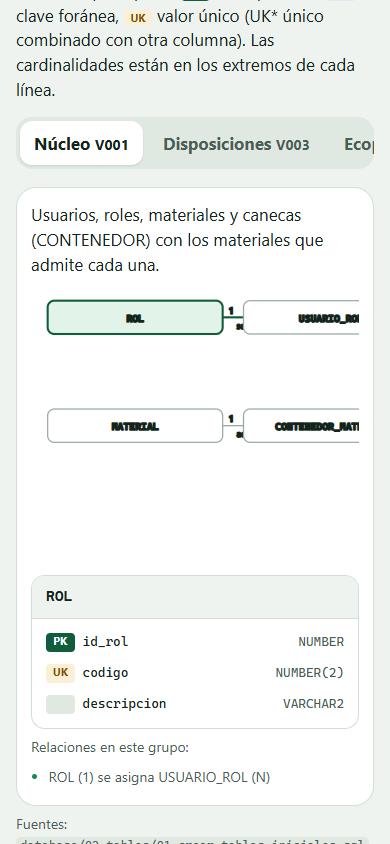 clave foránea, UK valor único (UK* único
combinado con otra columna). Las
cardinalidades están en los extremos de cada
línea.
Núcleo V001 Disposiciones V003
Usuarios, roles, materiales y canecas
(CONTENEDOR) con los materiales que
admite cada una.
ROL 1
MATERIAL 1
ROL
PK id_rol NUMBER
UK codigo NUMBER(2)
descripcion VARCHAR2
Relaciones en este grupo:
• ROL (1) se asigna USUARIO_ROL (N)
Fuentes: